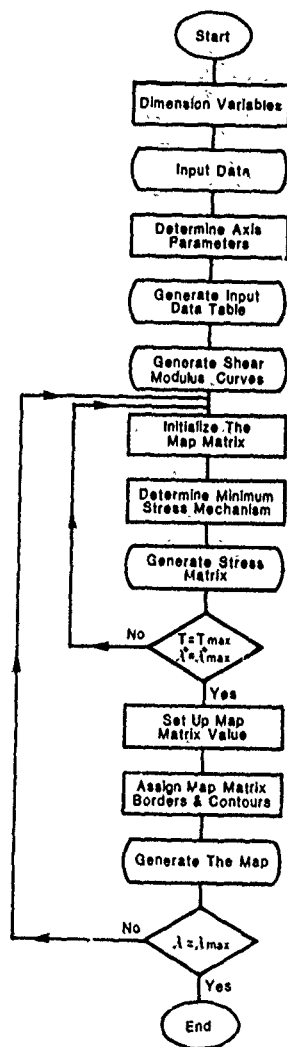 Start
Dimension Variables
Input Data
Determine Axis
Parameters
Generate Input
Data Table
Generate Shear
Modulus Curves
Initialize The
Map Matrix
Determine Minimum
Stress Mechanism
Generate Stress
Matrix
No
T=Tmax
Yes
Set Up Map
Matrix Value
Assign Map Matrix
Borders & Contours
Generate The Map
No
λ=λmax
Yes
End